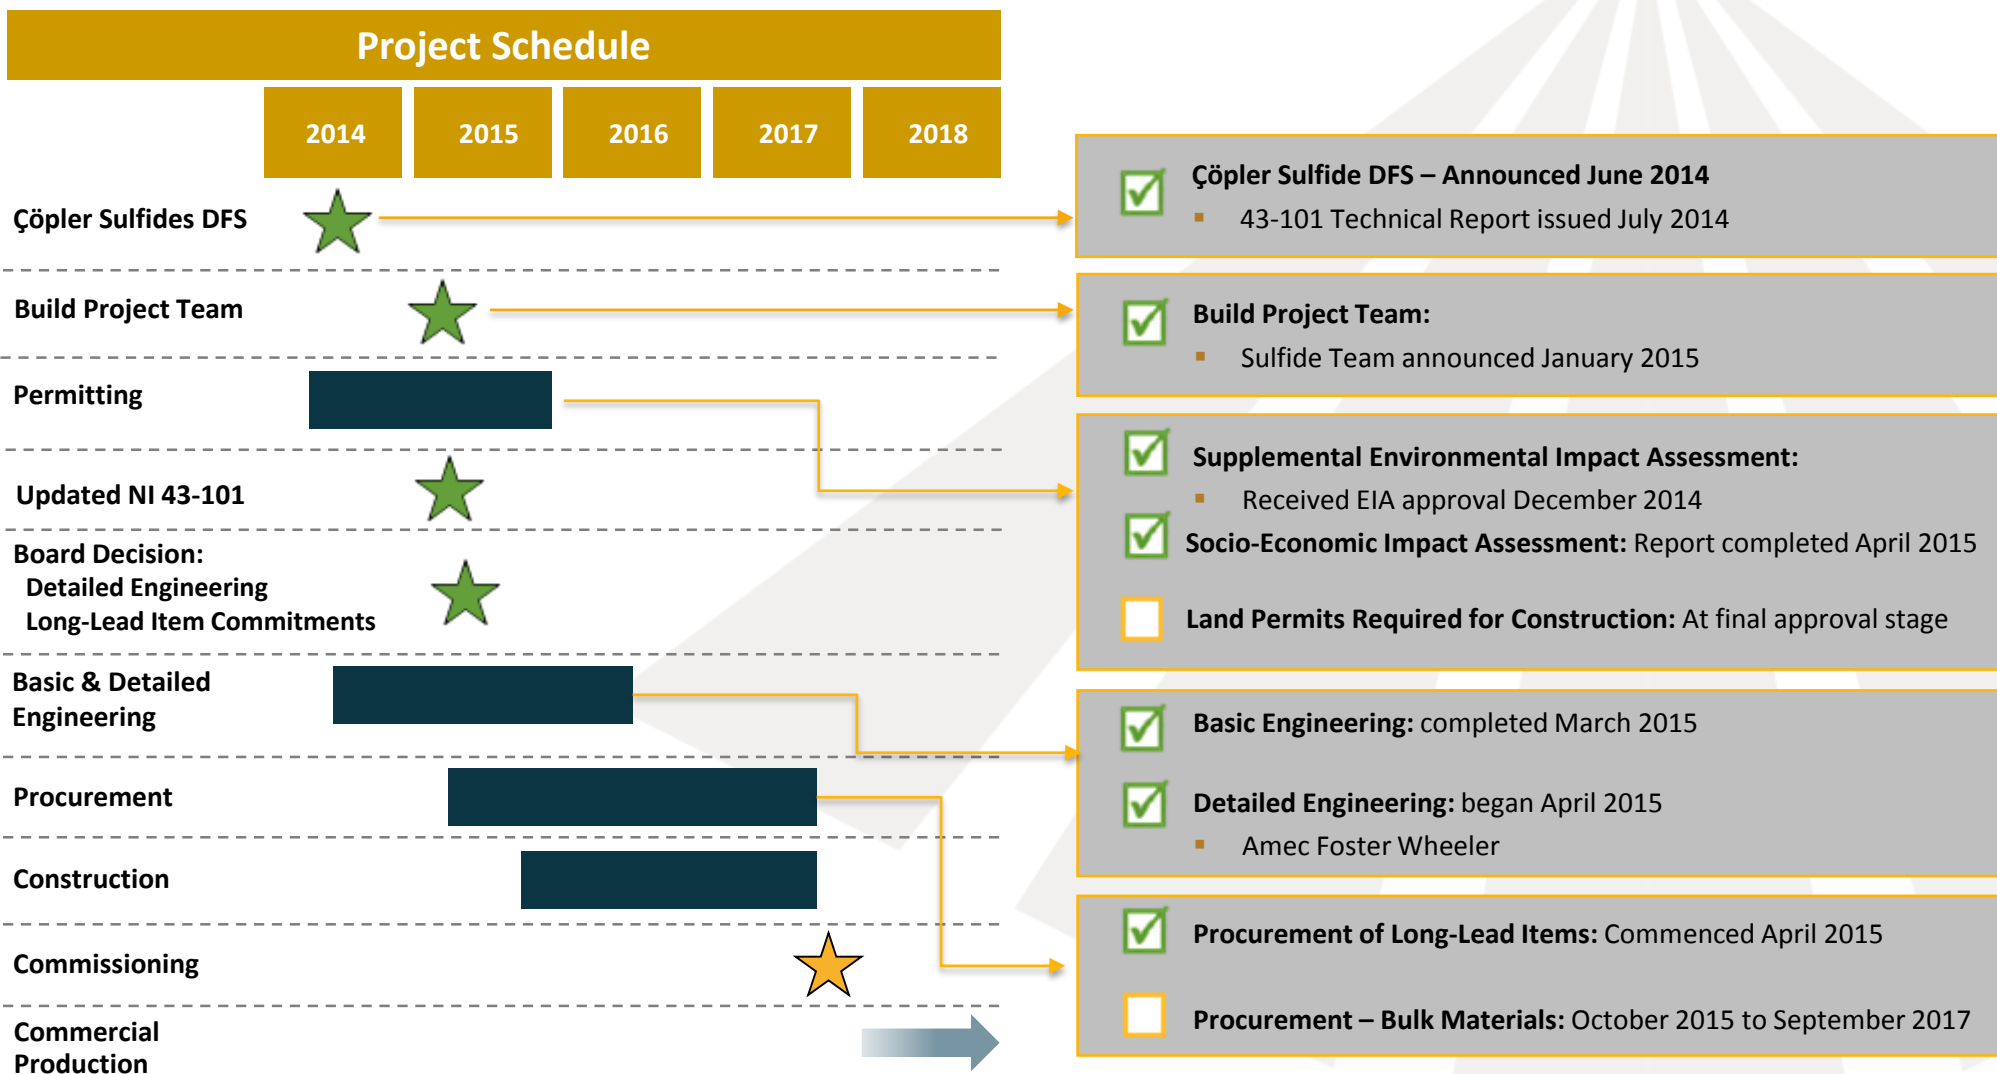 Project Schedule
2014 2015 2016 2017 2018
Çöpler Sulfides DFS
Build Project Team
Permitting
Updated NI 43-101
Board Decision:
Detailed Engineering
Long-Lead Item Commitments
Basic & Detailed
Engineering
Procurement
Construction
Commissioning
Commercial
Production
Çöpler Sulfide DFS – Announced June 2014
▪ 43-101 Technical Report issued July 2014
Build Project Team:
▪ Sulfide Team announced January 2015
Supplemental Environmental Impact Assessment:
▪ Received EIA approval December 2014
Socio-Economic Impact Assessment: Report completed April 2015
Land Permits Required for Construction: At final approval stage
Basic Engineering: completed March 2015
Detailed Engineering: began April 2015
▪ Amec Foster Wheeler
Procurement of Long-Lead Items: Commenced April 2015
Procurement – Bulk Materials: October 2015 to September 2017